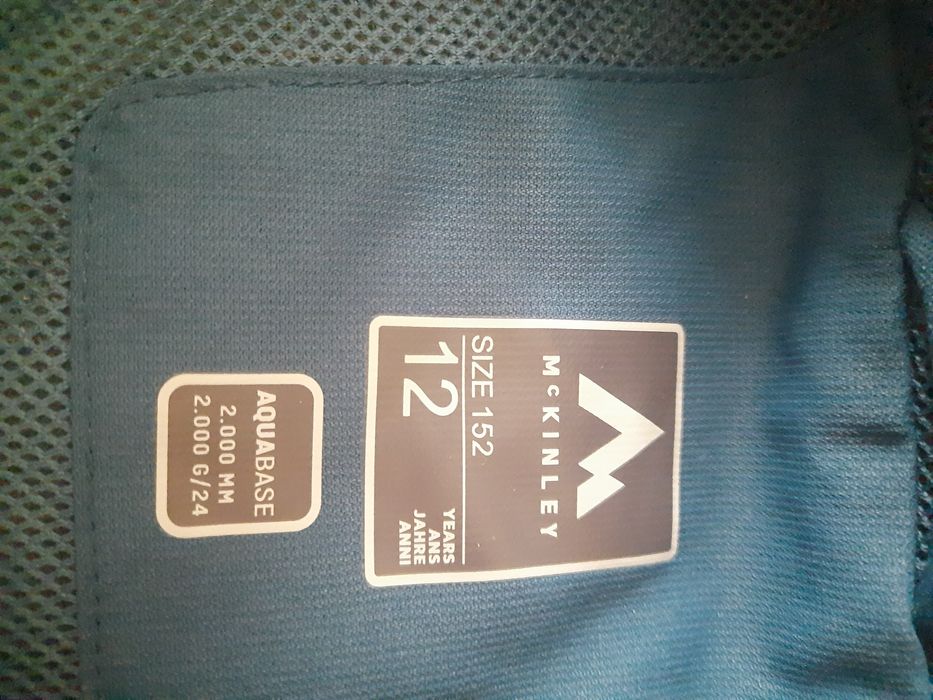 McKINLEY
SIZE 152
12
YEARS
ANS
JAHRE
ANNI
AQUABASE
2.000 MM
2.000 G/24